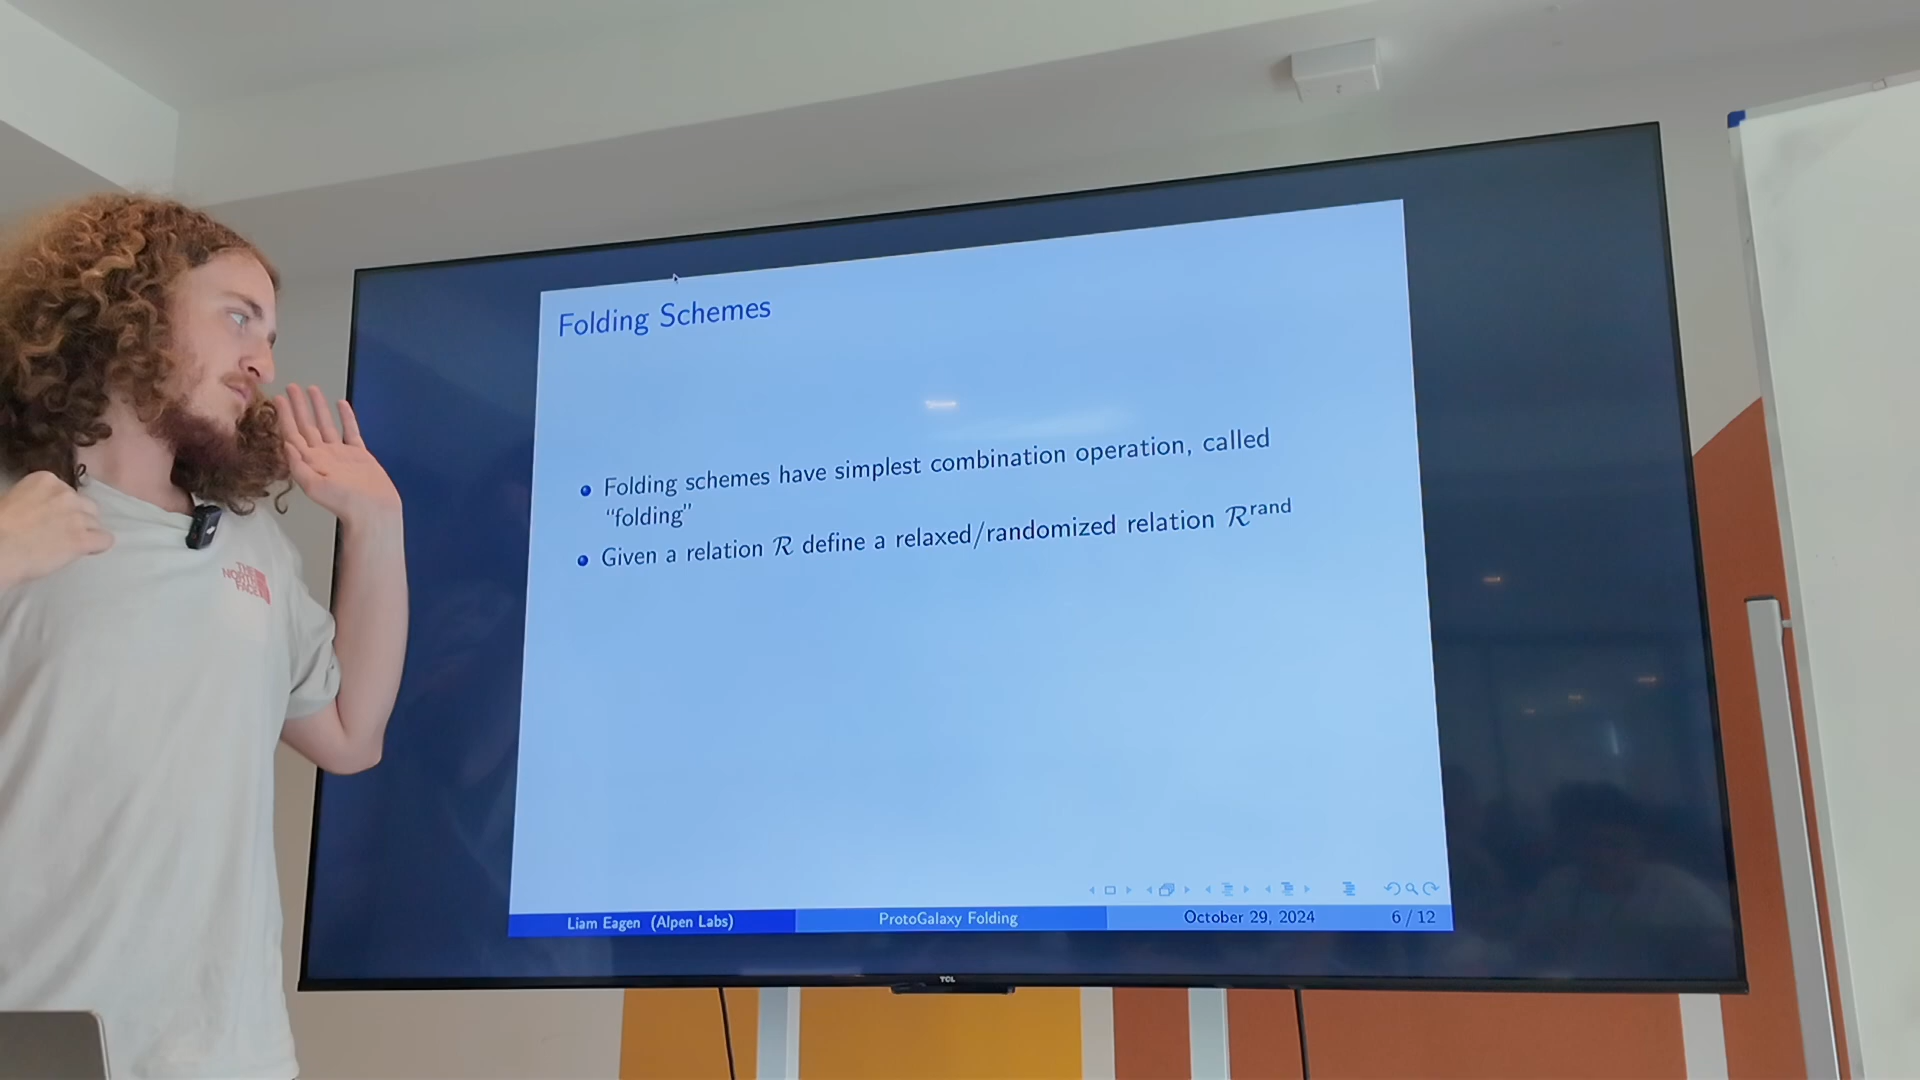 Folding Schemes
Folding schemes have simplest combination operation, called
“folding”
Given a relation R define a relaxed/randomized relation R^rand
Liam Eagen (Alpen Labs)
ProtoGalaxy Folding
October 29, 2024
6 / 12
THE
NORTH
FACE
TCL